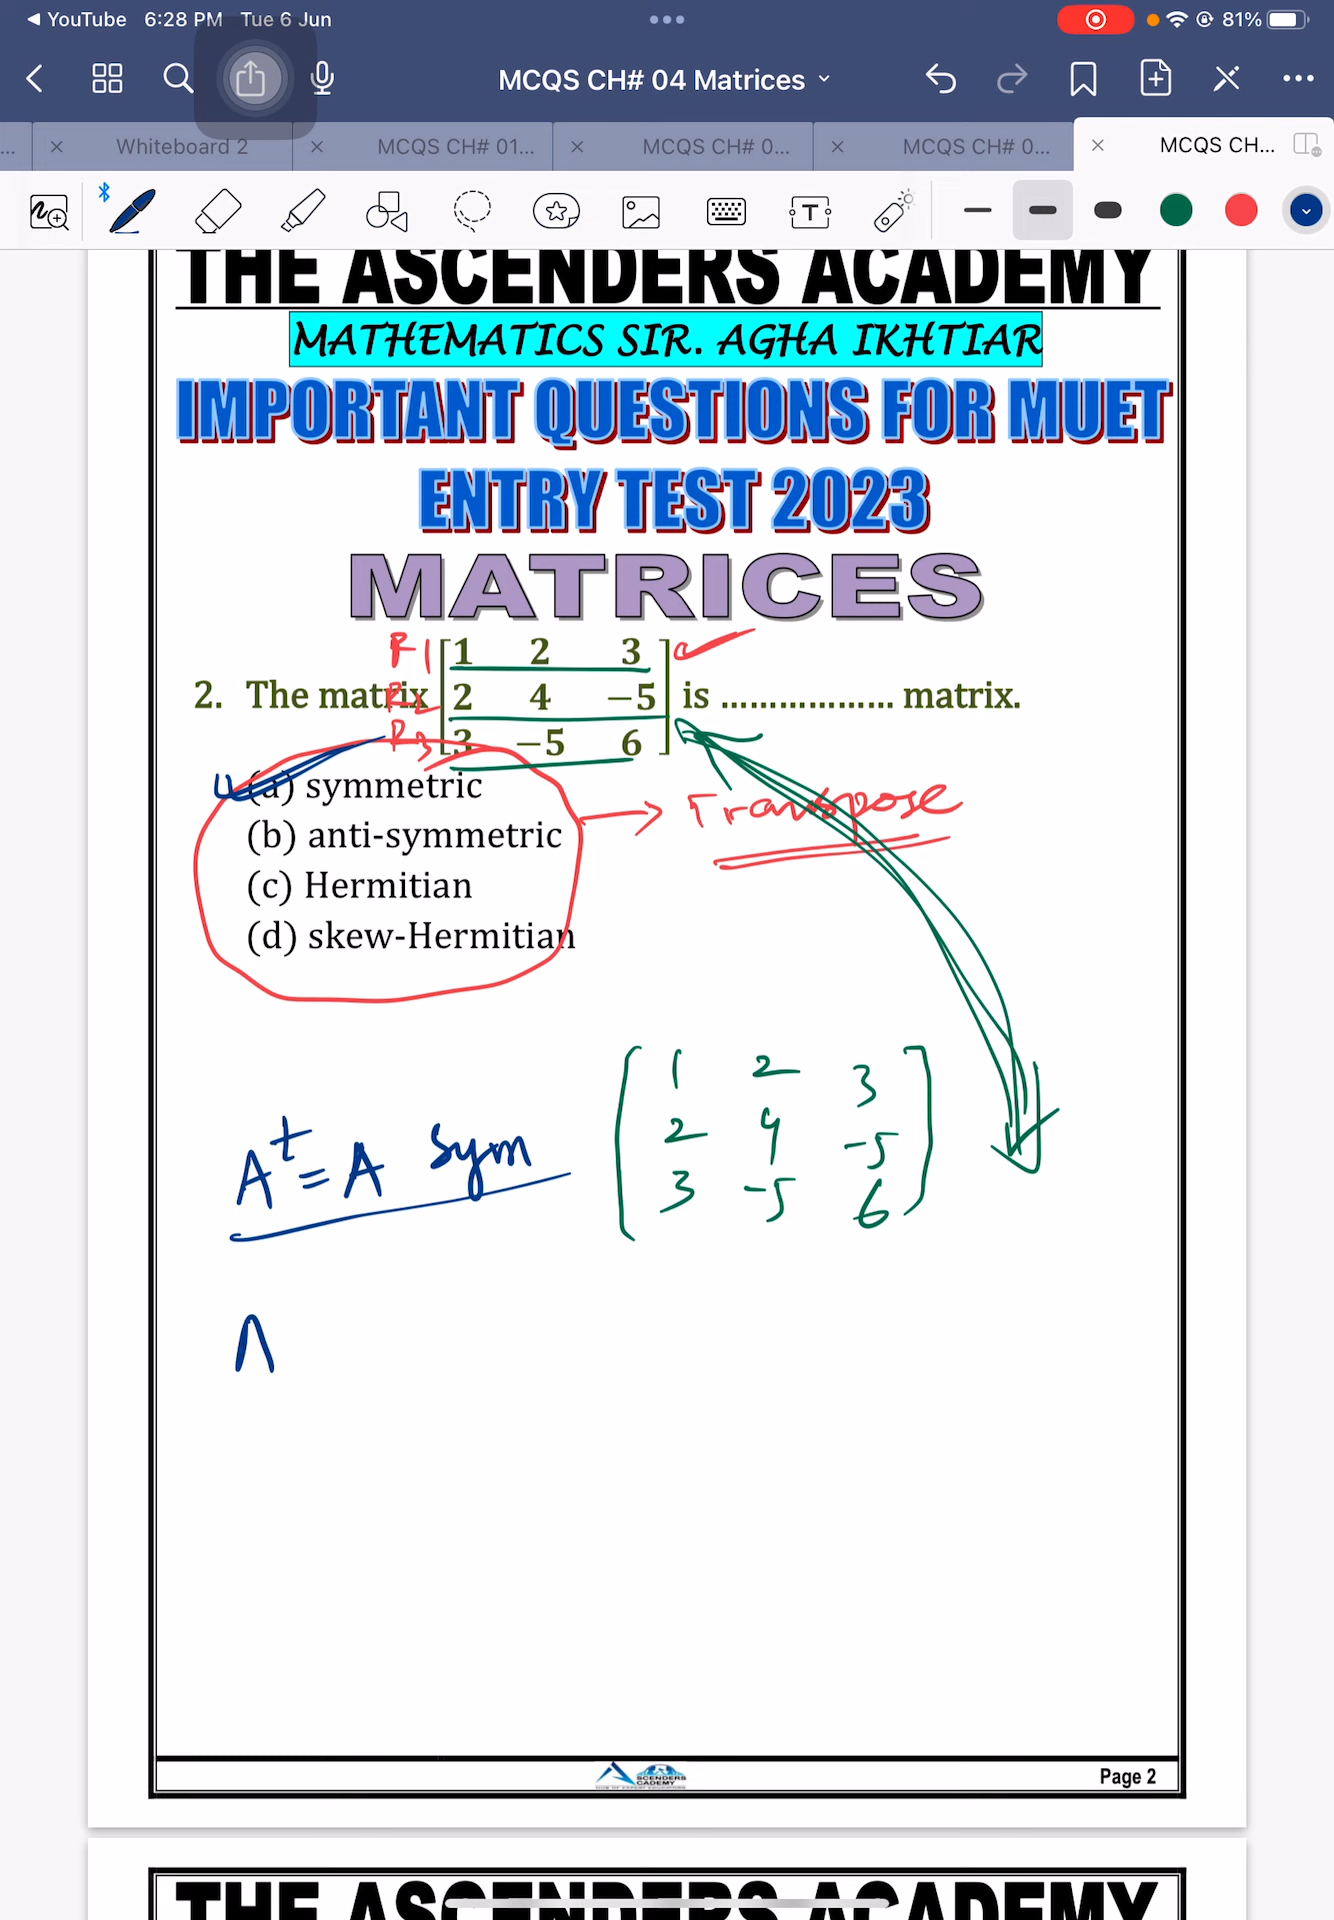 YouTube 6:28 PM Tue 6 Jun 81%
MCQS CH# 04 Matrices
... Whiteboard 2 MCQS CH# 01... MCQS CH# 0... MCQS CH# 0... MCQS CH...
THE ASCENDERS ACADEMY
MATHEMATICS SIR. AGHA IKHTIAR
IMPORTANT QUESTIONS FOR MUET
ENTRY TEST 2023
MATRICES
R1 1 2 3
2. The matrix R2 2 4 −5 is .................. matrix.
R3 3 −5 6
(a) symmetric
Transpose
(b) anti-symmetric
(c) Hermitian
(d) skew-Hermitian
1 2 3
2 4 -5
3 -5 6
Aᵗ = A Sym
SCENDERS
CADEMY
Page 2
THE ASCENDERS ACADEMY